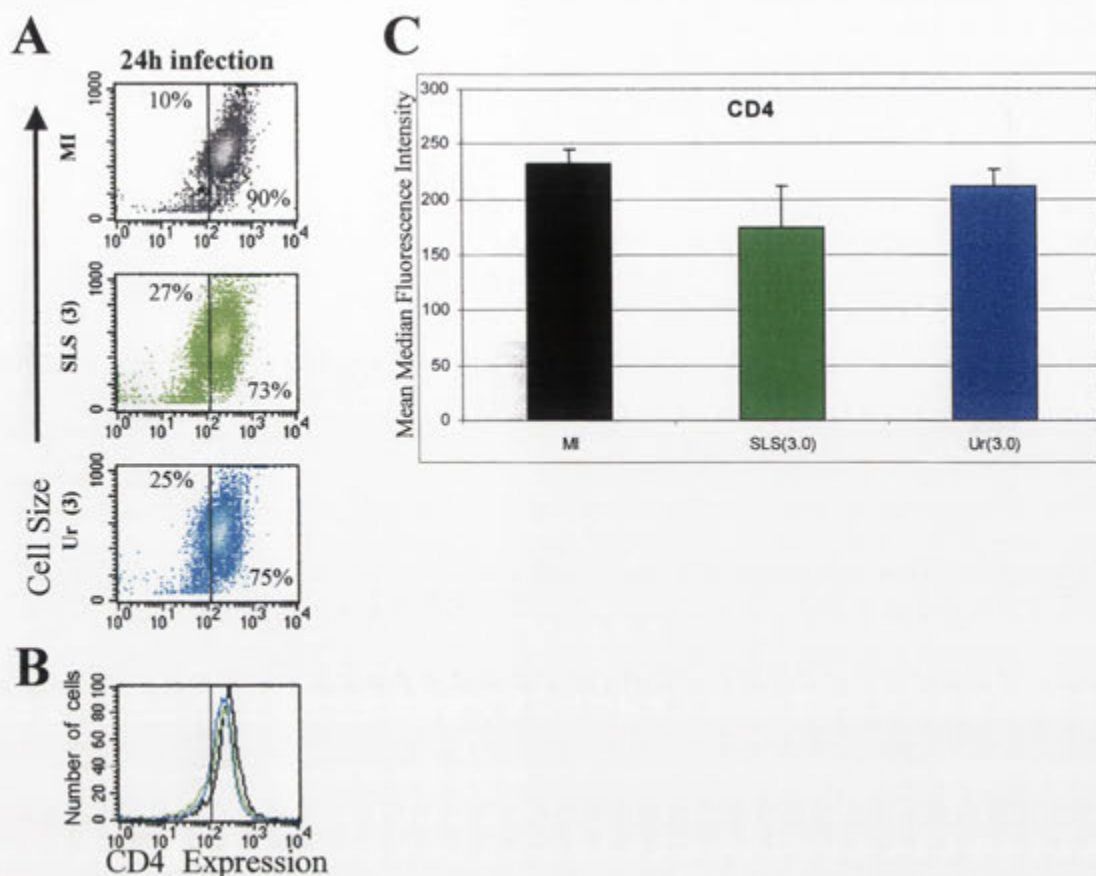 A
24h infection
MI
1000
0
10%
90%
10^0 10^1 10^2 10^3 10^4
SLS (3)
1000
0
27%
73%
10^0 10^1 10^2 10^3 10^4
Cell Size
Ur (3)
1000
0
25%
75%
10^0 10^1 10^2 10^3 10^4
B
Number of cells
100
80
60
40
20
0
10^0 10^1 10^2 10^3 10^4
CD4 Expression
C
CD4
Mean Median Fluorescence Intensity
300
250
200
150
100
50
0
MI SLS(3.0) Ur(3.0)